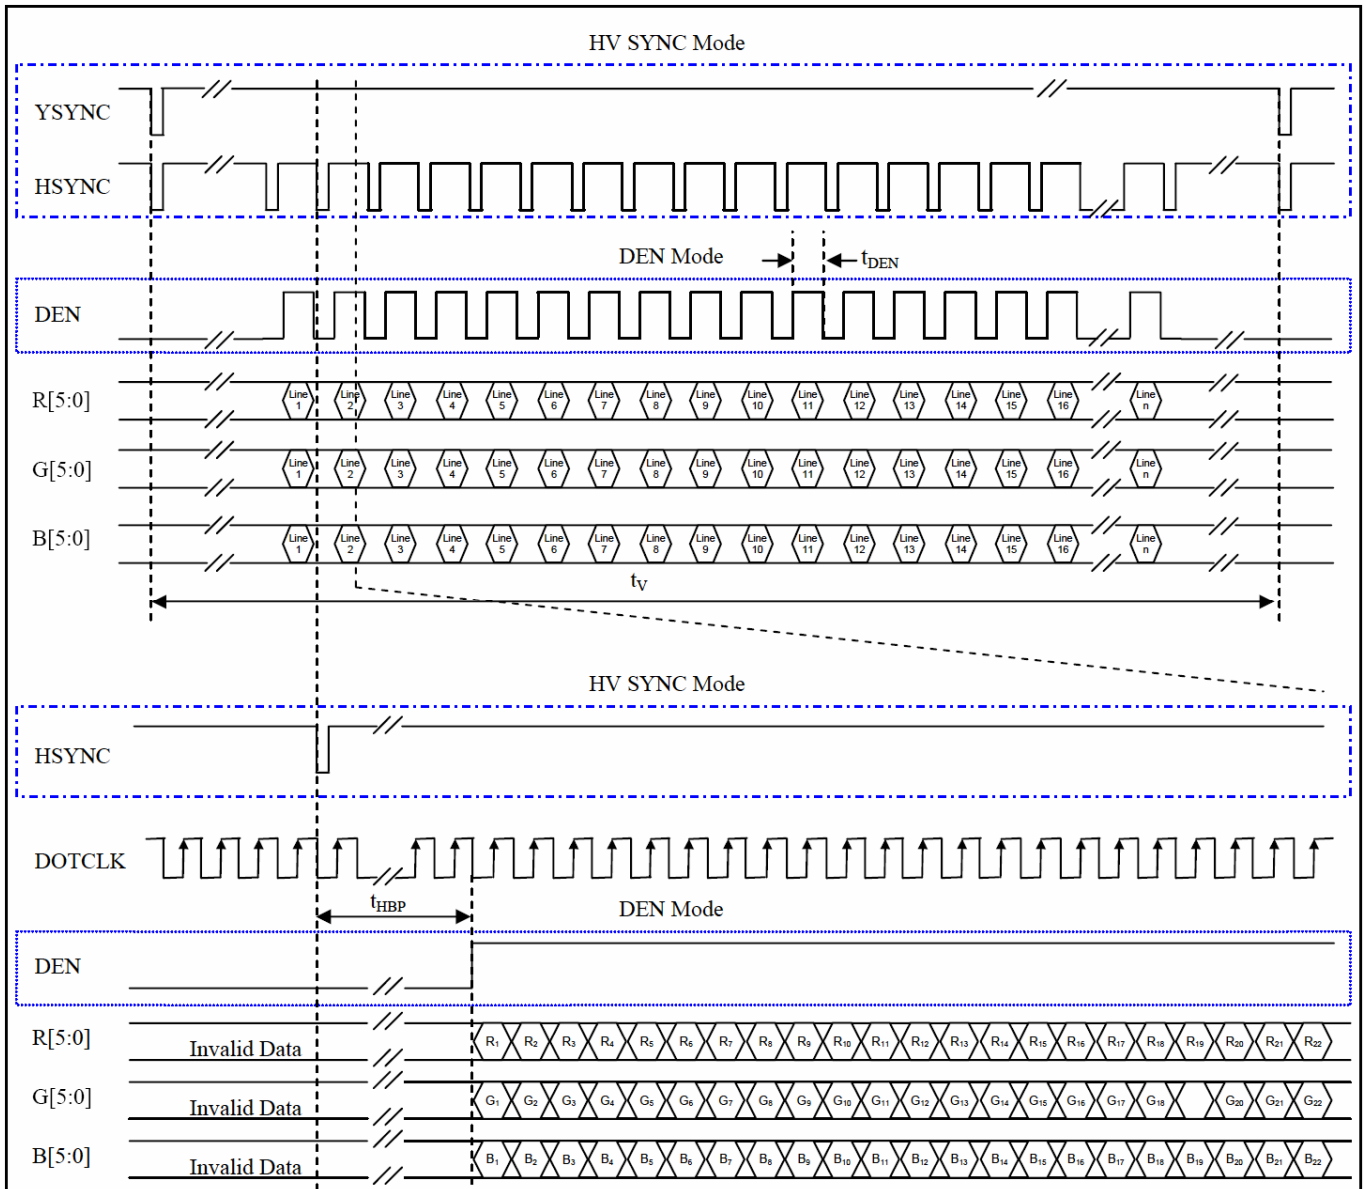 HV SYNC Mode
YSYNC
HSYNC
DEN Mode
tDEN
DEN
R[5:0]
Line 1 Line 2 Line 3 Line 4 Line 5 Line 6 Line 7 Line 8 Line 9 Line 10 Line 11 Line 12 Line 13 Line 14 Line 15 Line 16 Line n
G[5:0]
Line 1 Line 2 Line 3 Line 4 Line 5 Line 6 Line 7 Line 8 Line 9 Line 10 Line 11 Line 12 Line 13 Line 14 Line 15 Line 16 Line n
B[5:0]
Line 1 Line 2 Line 3 Line 4 Line 5 Line 6 Line 7 Line 8 Line 9 Line 10 Line 11 Line 12 Line 13 Line 14 Line 15 Line 16 Line n
tV
HV SYNC Mode
HSYNC
DOTCLK
tHBP
DEN Mode
DEN
R[5:0]
Invalid Data
R1 R2 R3 R4 R5 R6 R7 R8 R9 R10 R11 R12 R13 R14 R15 R16 R17 R18 R19 R20 R21 R22
G[5:0]
Invalid Data
G1 G2 G3 G4 G5 G6 G7 G8 G9 G10 G11 G12 G13 G14 G15 G16 G17 G18 G20 G21 G22
B[5:0]
Invalid Data
B1 B2 B3 B4 B5 B6 B7 B8 B9 B10 B11 B12 B13 B14 B15 B16 B17 B18 B19 B20 B21 B22